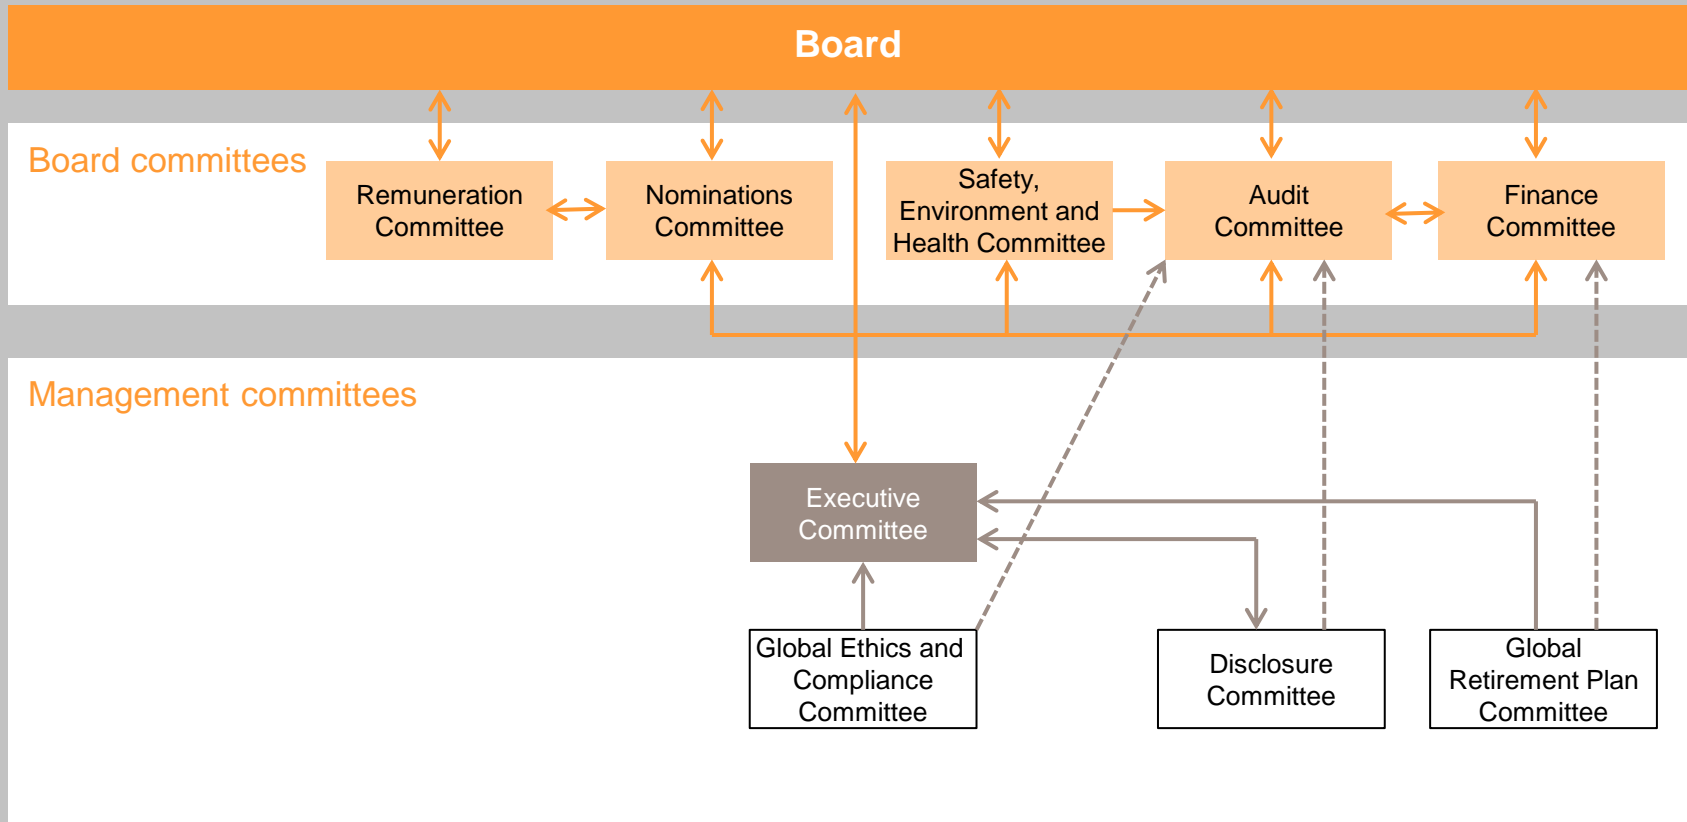 Board
Board committees
Remuneration
Committee
Nominations
Committee
Safety,
Environment and
Health Committee
Audit
Committee
Finance
Committee
Management committees
Executive
Committee
Global Ethics and
Compliance
Committee
Disclosure
Committee
Global
Retirement Plan
Committee